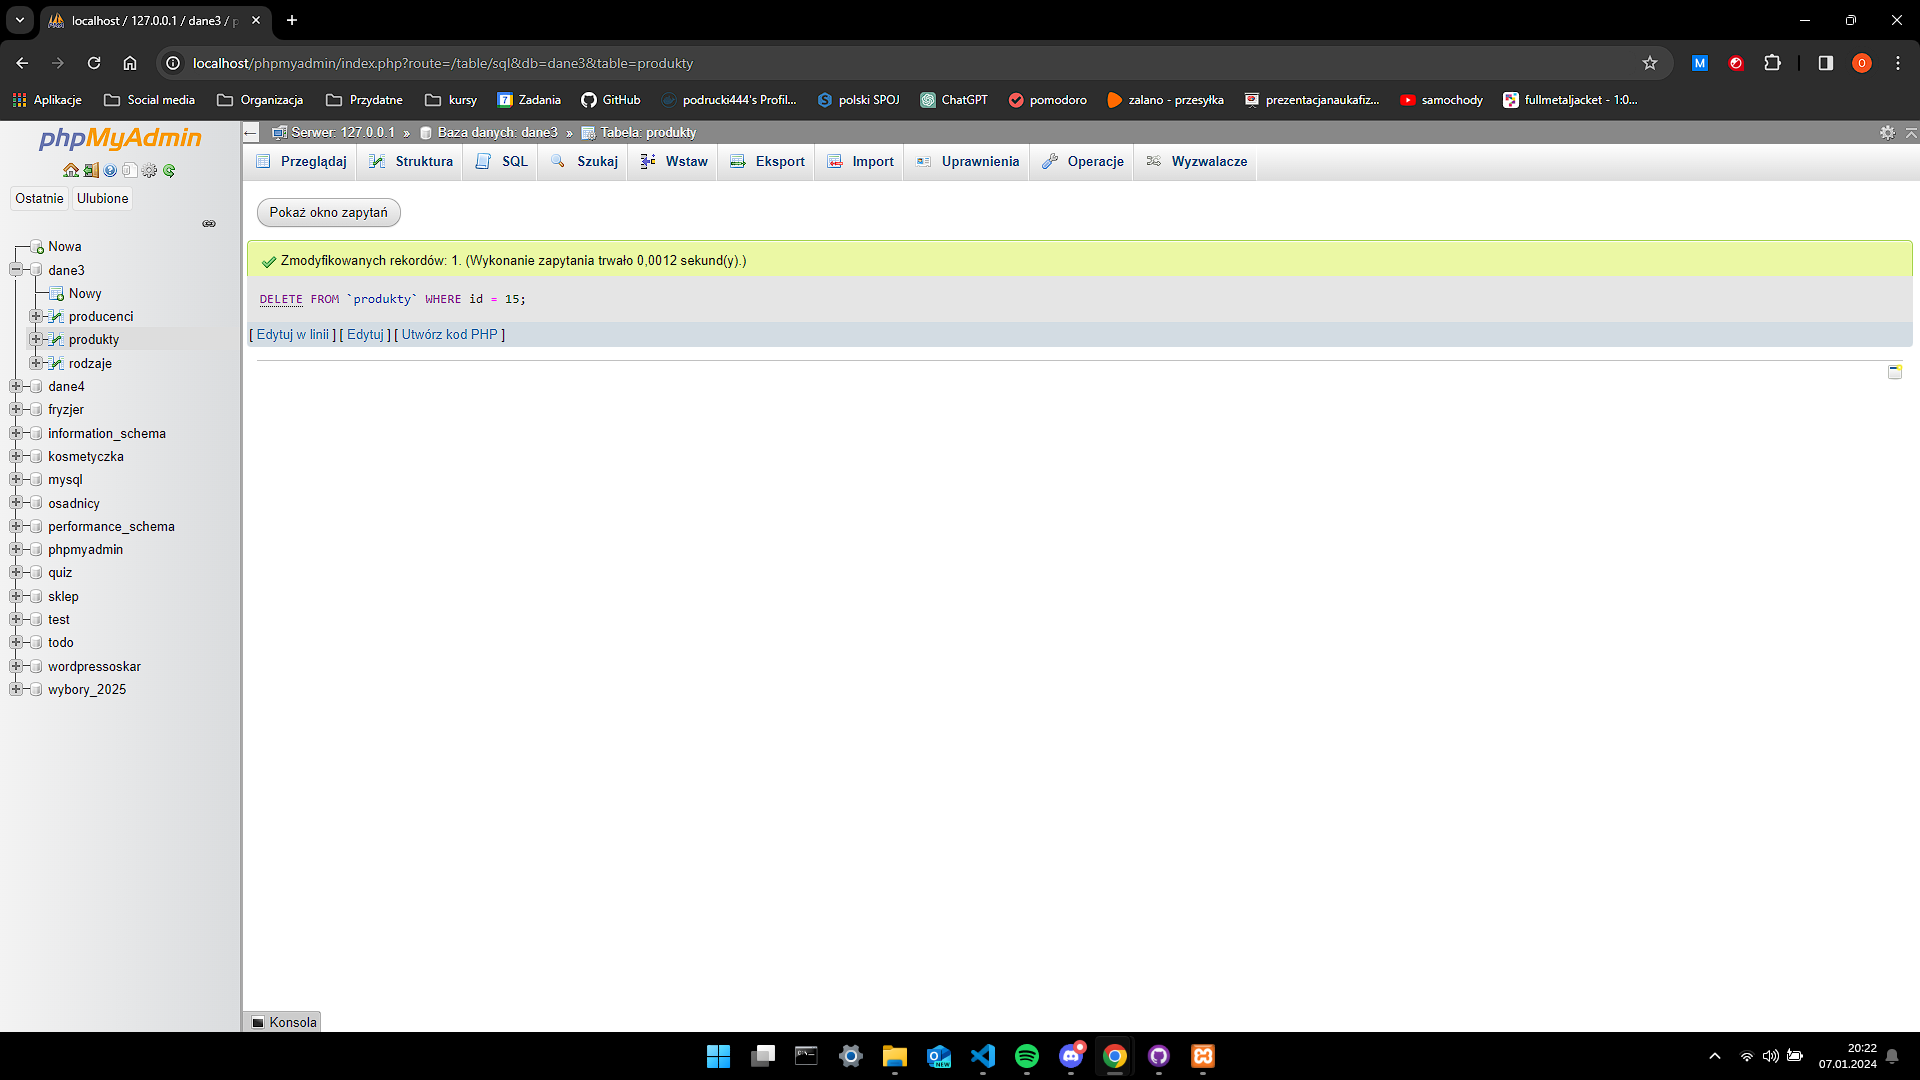 localhost / 127.0.0.1 / dane3 / p
localhost/phpmyadmin/index.php?route=/table/sql&db=dane3&table=produkty
M
O
Aplikacje
Social media
Organizacja
Przydatne
kursy
7
Zadania
GitHub
podrucki444's Profil...
S
polski SPOJ
ChatGPT
pomodoro
zalano - przesyłka
prezentacjanaukafiz...
samochody
fullmetaljacket - 1:0...
phpMyAdmin
Serwer: 127.0.0.1 » Baza danych: dane3 » Tabela: produkty
Przeglądaj
Struktura
SQL
Szukaj
Wstaw
Eksport
Import
Uprawnienia
Operacje
Wyzwalacze
Ostatnie
Ulubione
Nowa
dane3
Nowy
producenci
produkty
rodzaje
dane4
fryzjer
information_schema
kosmetyczka
mysql
osadnicy
performance_schema
phpmyadmin
quiz
sklep
test
todo
wordpressoskar
wybory_2025
Pokaż okno zapytań
Zmodyfikowanych rekordów: 1. (Wykonanie zapytania trwało 0,0012 sekund(y).)
DELETE FROM `produkty` WHERE id = 15;
[ Edytuj w linii ] [ Edytuj ] [ Utwórz kod PHP ]
Konsola
NEW
20:22
07.01.2024